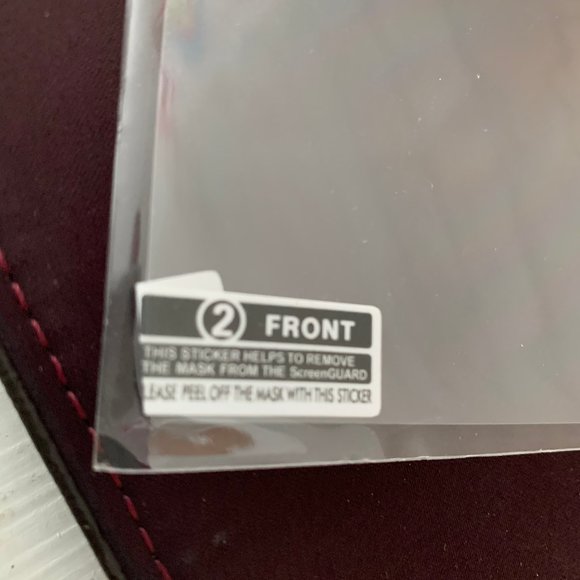 2 FRONT
THIS STICKER HELPS TO REMOVE
THE MASK FROM THE ScreenGUARD
LEASE PEEL OFF THE MASK WITH THIS STICKER